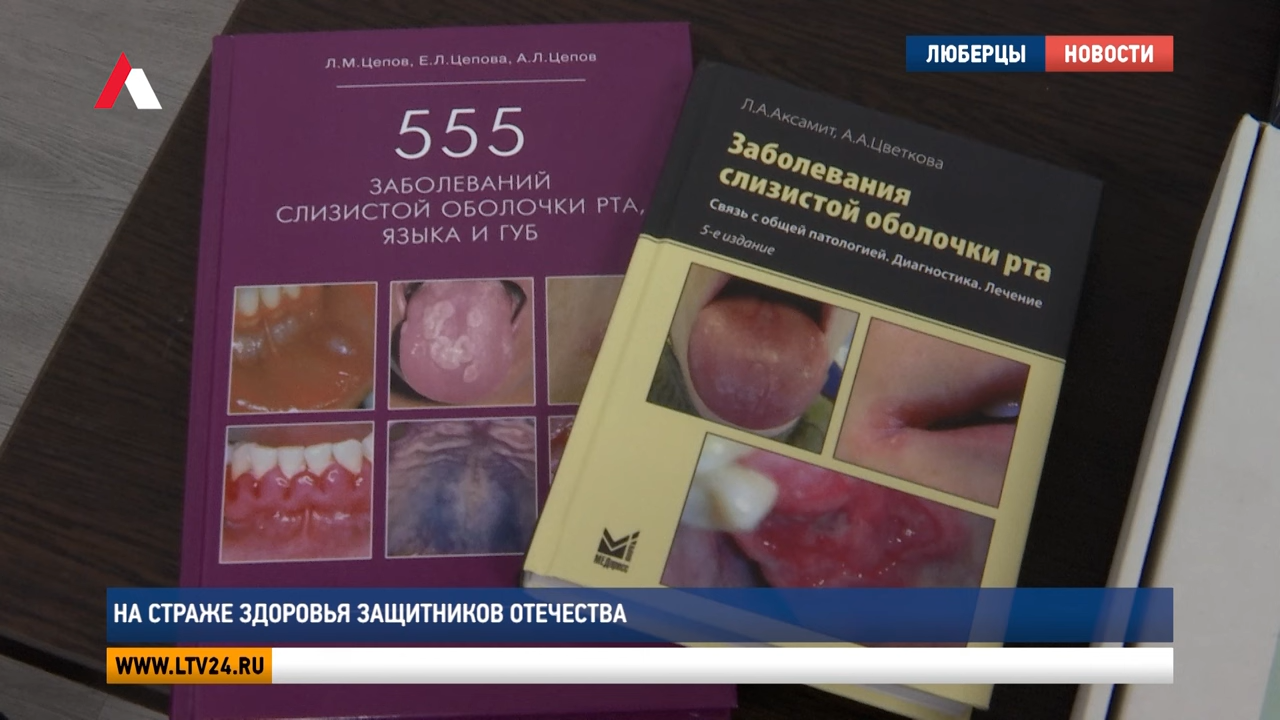 ЛЮБЕРЦЫ НОВОСТИ
Л.М.Цепов, Е.Л.Цепова, А.Л.Цепов
555
ЗАБОЛЕВАНИЙ
СЛИЗИСТОЙ ОБОЛОЧКИ РТА,
ЯЗЫКА И ГУБ
Л.А.Аксамит, А.А.Цветкова
Заболевания
слизистой оболочки рта
Связь с общей патологией. Диагностика. Лечение
5-е издание
МЕДпресс
НА СТРАЖЕ ЗДОРОВЬЯ ЗАЩИТНИКОВ ОТЕЧЕСТВА
WWW.LTV24.RU